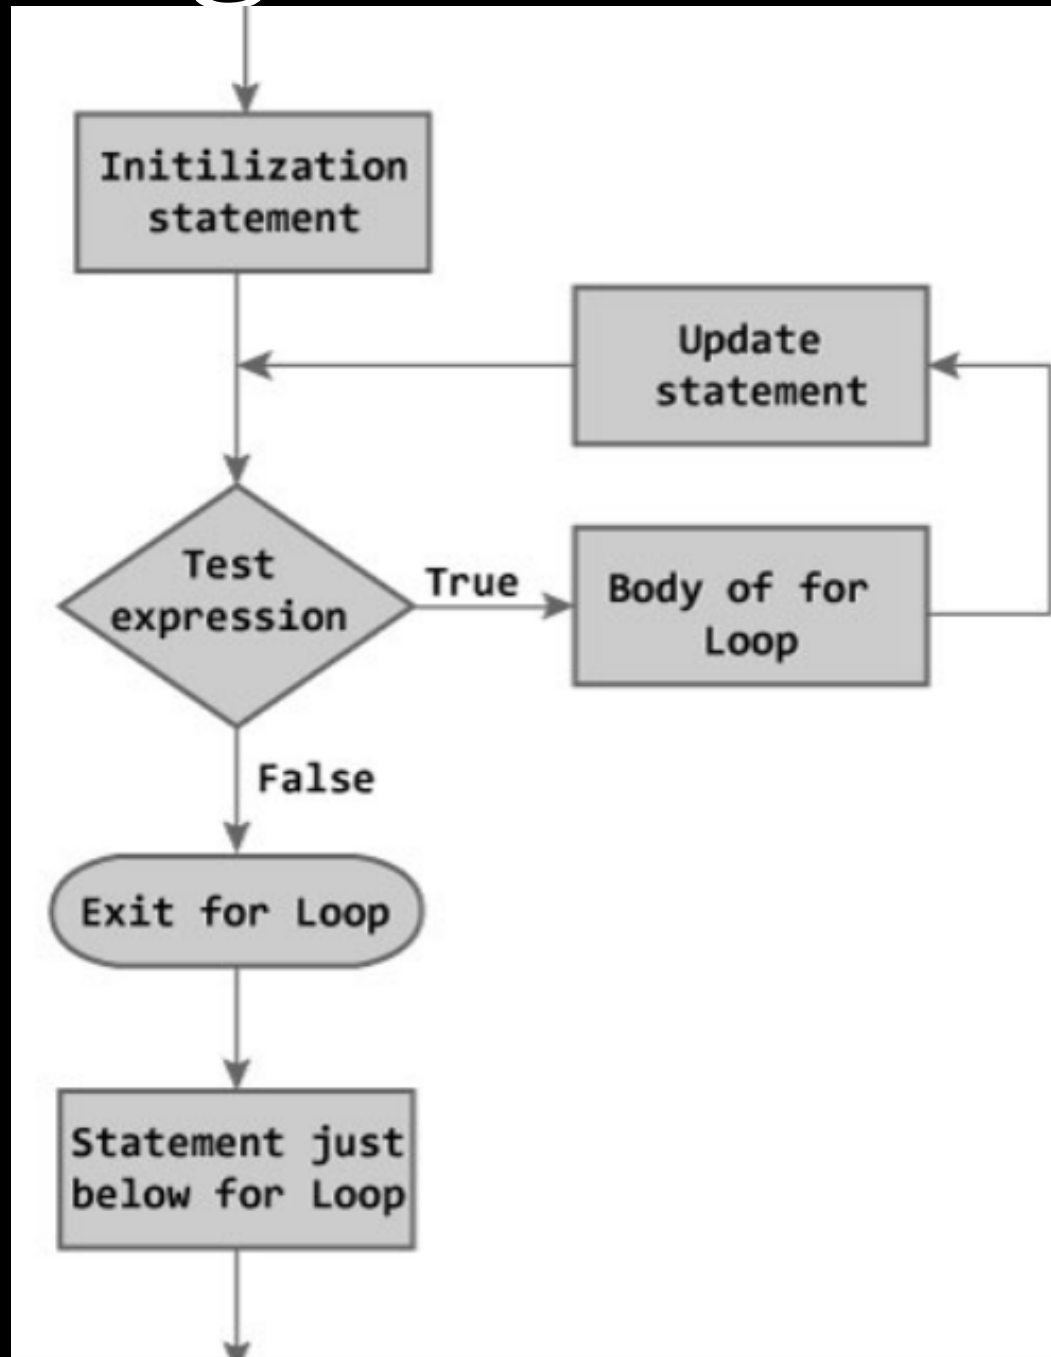 Initilization
statement
Update
statement
Test
expression
True
Body of for
Loop
False
Exit for Loop
Statement just
below for Loop